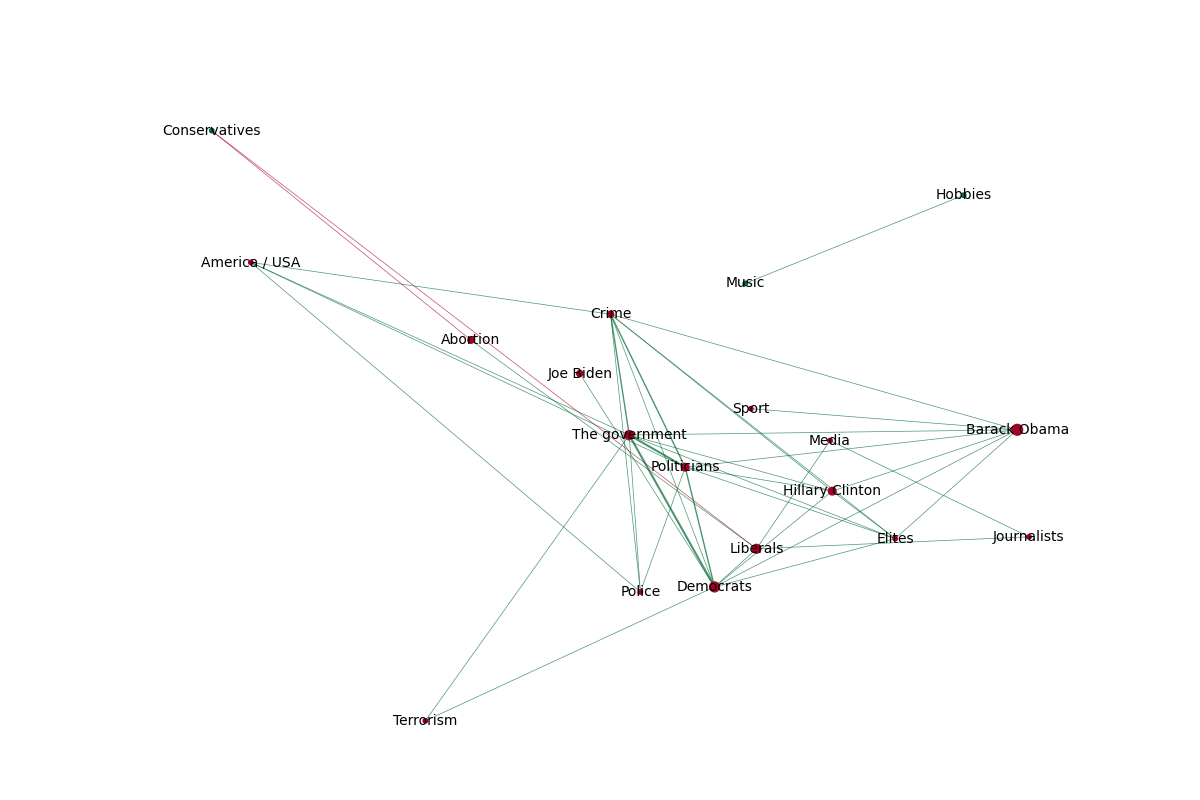 Conservatives
Hobbies
America / USA
Music
Crime
Abortion
Joe Biden
Sport
Barack Obama
The government
Media
Politicians
Hillary Clinton
Journalists
Elites
Liberals
Democrats
Police
Terrorism